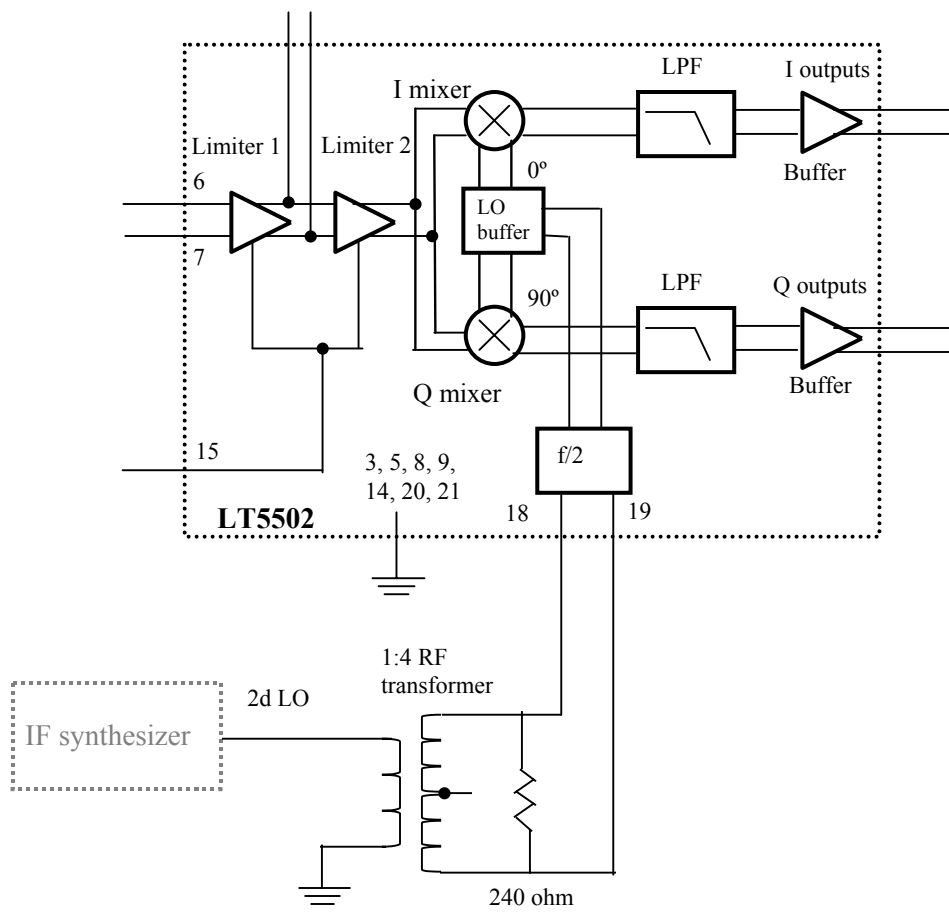 LPF
I outputs
I mixer
Limiter 1
Limiter 2
6
0º
Buffer
LO
buffer
7
90º
LPF
Q outputs
Q mixer
Buffer
15
3, 5, 8, 9,
14, 20, 21
f/2
LT5502
18
19
1:4 RF
transformer
2d LO
IF synthesizer
240 ohm